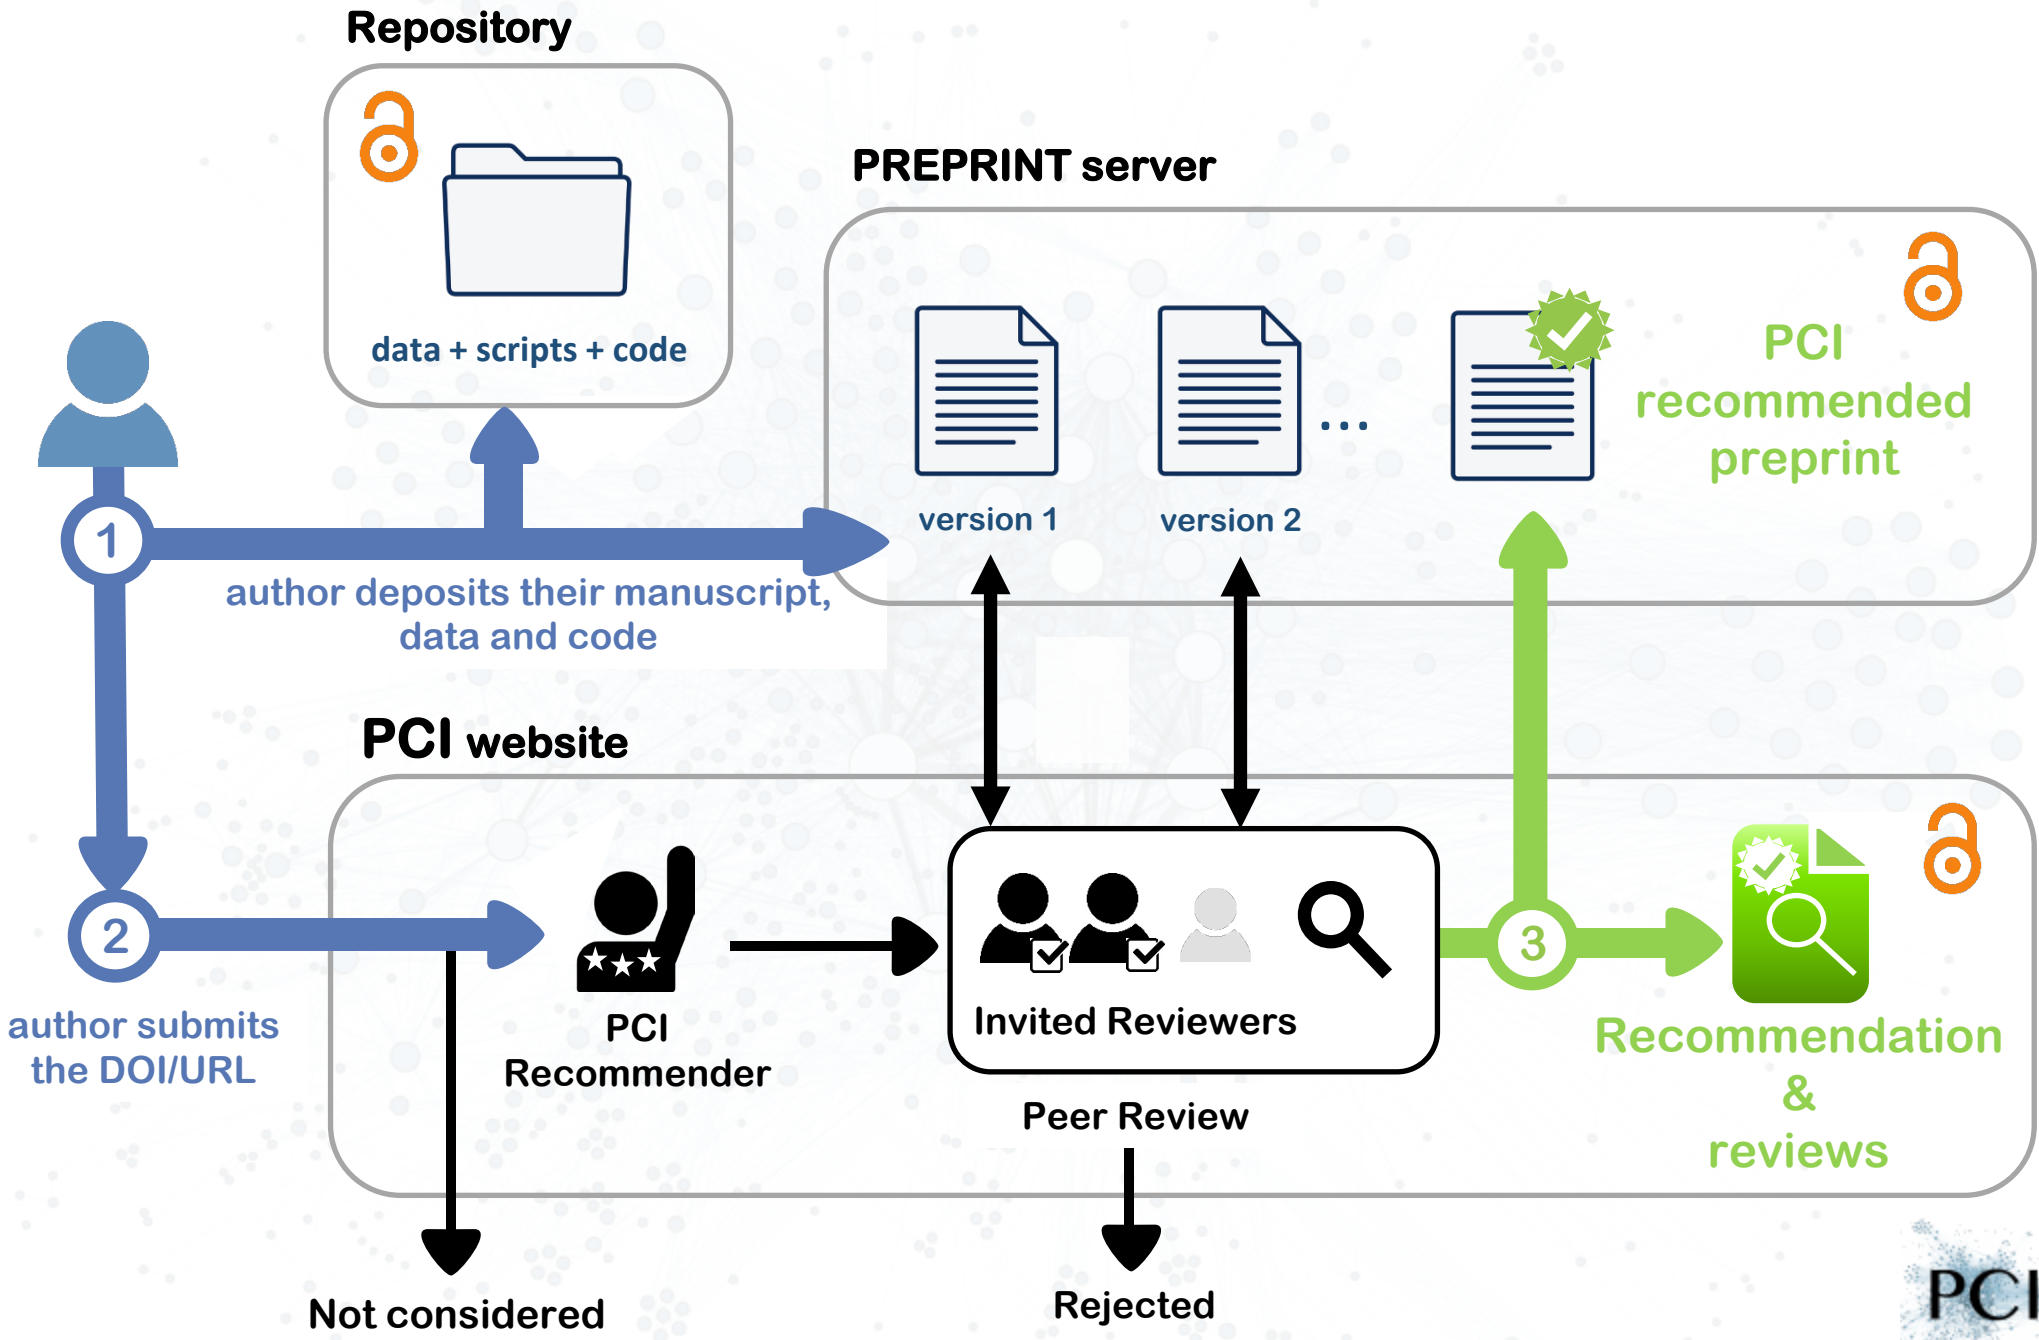 Repository
data + scripts + code
PREPRINT server
version 1
version 2
...
PCI
recommended
preprint
1
author deposits their manuscript,
data and code
PCI website
2
author submits
the DOI/URL
PCI
Recommender
Invited Reviewers
Peer Review
3
Recommendation
&
reviews
Not considered
Rejected
PCI